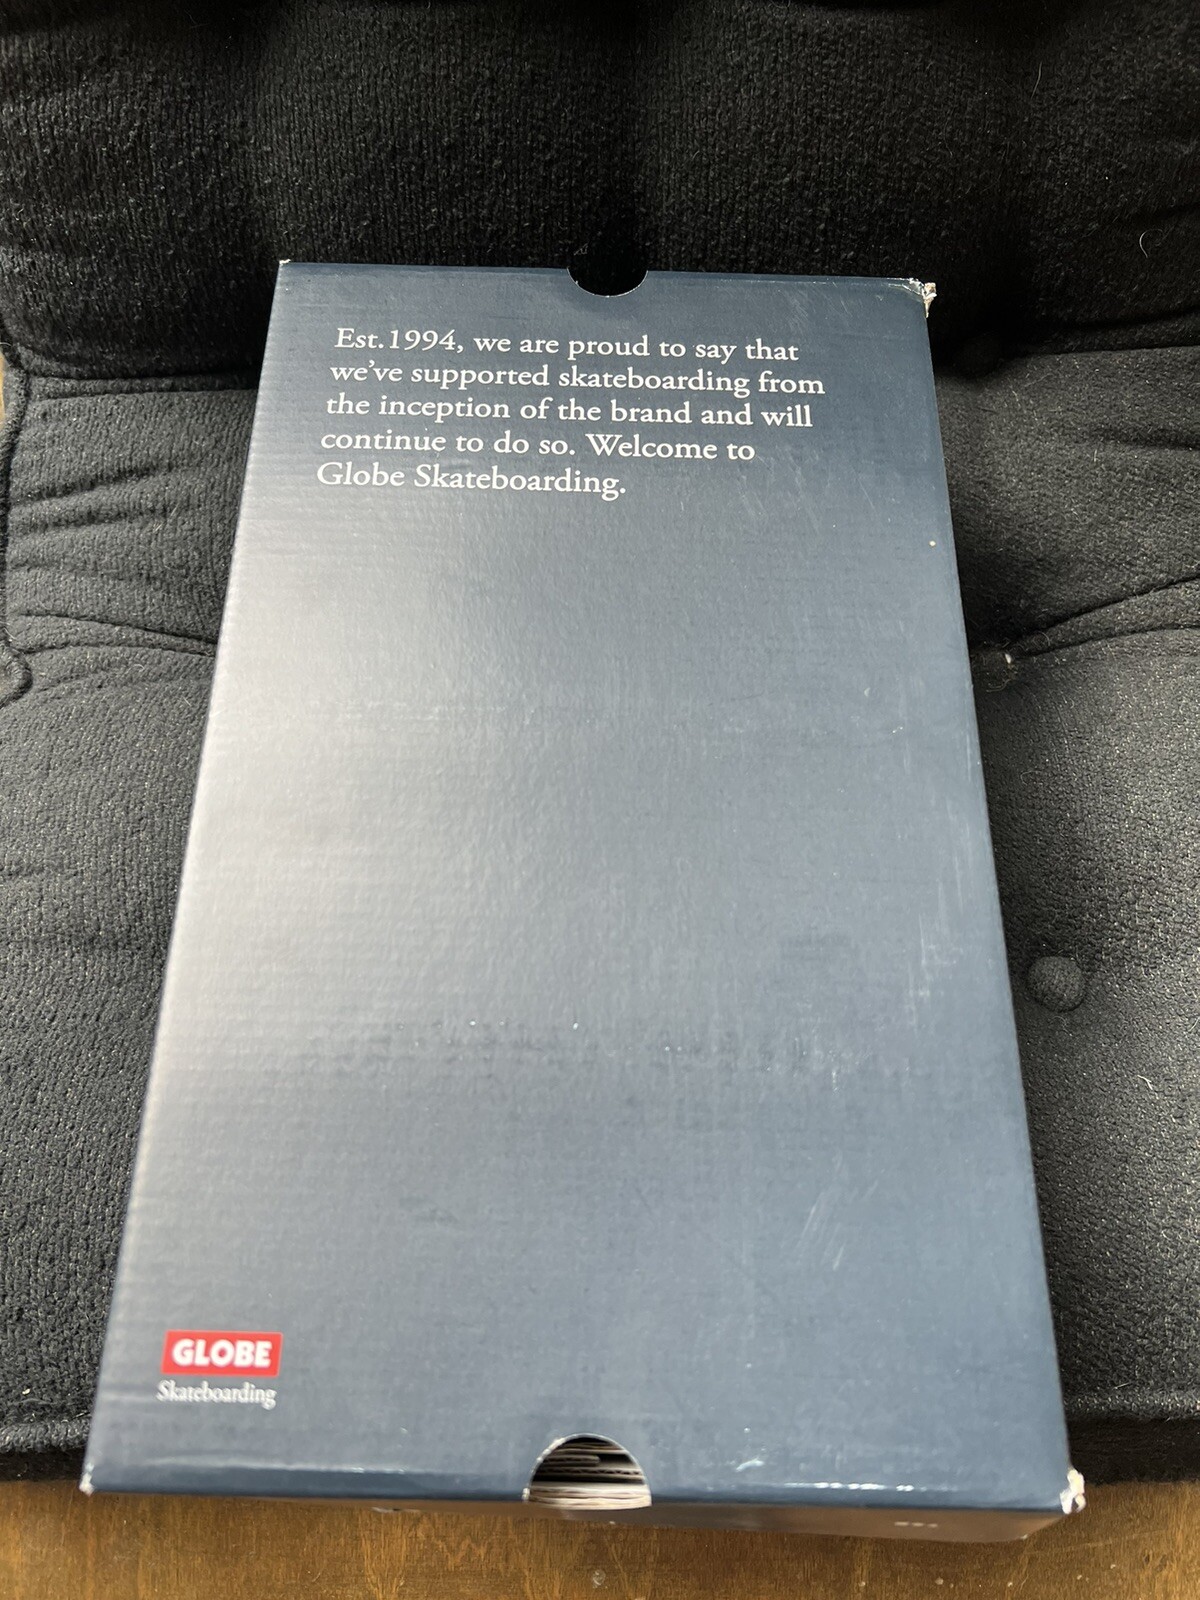 Est.1994, we are proud to say that
we've supported skateboarding from
the inception of the brand and will
continue to do so. Welcome to
Globe Skateboarding.
GLOBE
Skateboarding